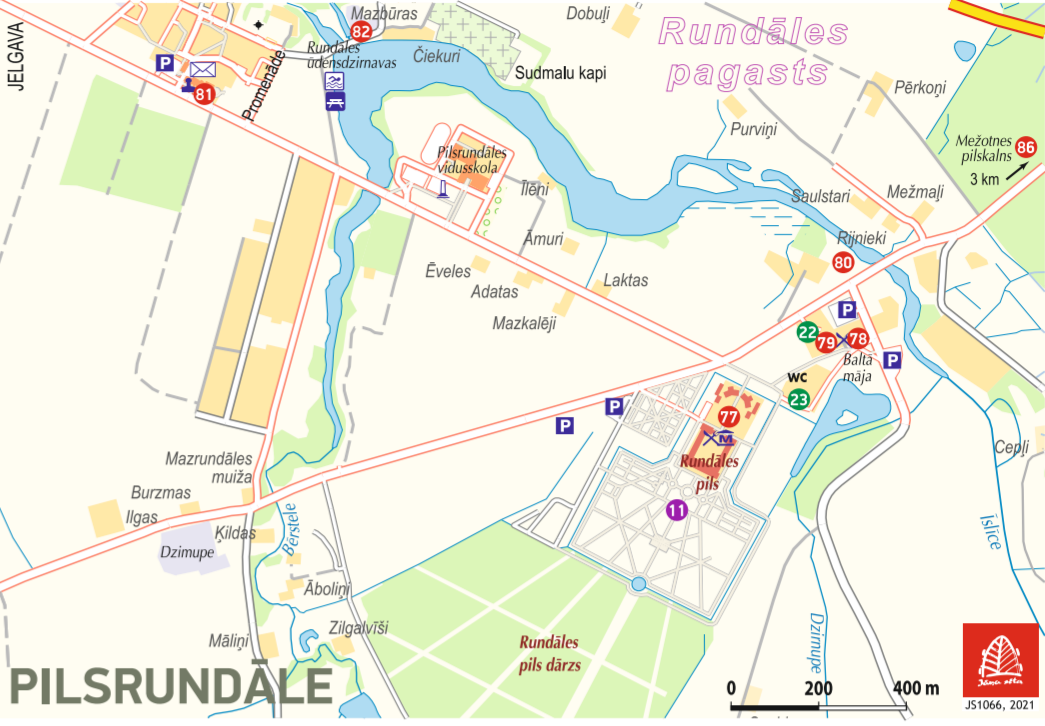 JELGAVA
Mazbūras
82
Dobuļi
Rundāles
pagasts
Rundāles
ūdensdzirnavas
Čiekuri
Sudmalu kapi
P
81
Promenāde
Pērkoņi
Purviņi
Mežotnes
pilskalns
86
3 km
Pilsrundāles
vidusskola
Īlēni
Saulstari
Mežmaļi
Āmuri
Rijnieki
80
Ēveles
Adatas
Laktas
Mazkalēji
P
22
79
78
Baltā
māja
P
WC
23
P
P
77
M
Rundāles
pils
11
Cepļi
Īslīce
Mazrundāles
muiža
Burzmas
Ilgas
Ķildas
Dzimupe
Bērstele
Āboliņi
Māliņi
Zilgalvīši
Rundāles
pils dārzs
Dzimupe
PILSRUNDĀLE
0 200 400 m
Jāņa sēta
JS1066, 2021